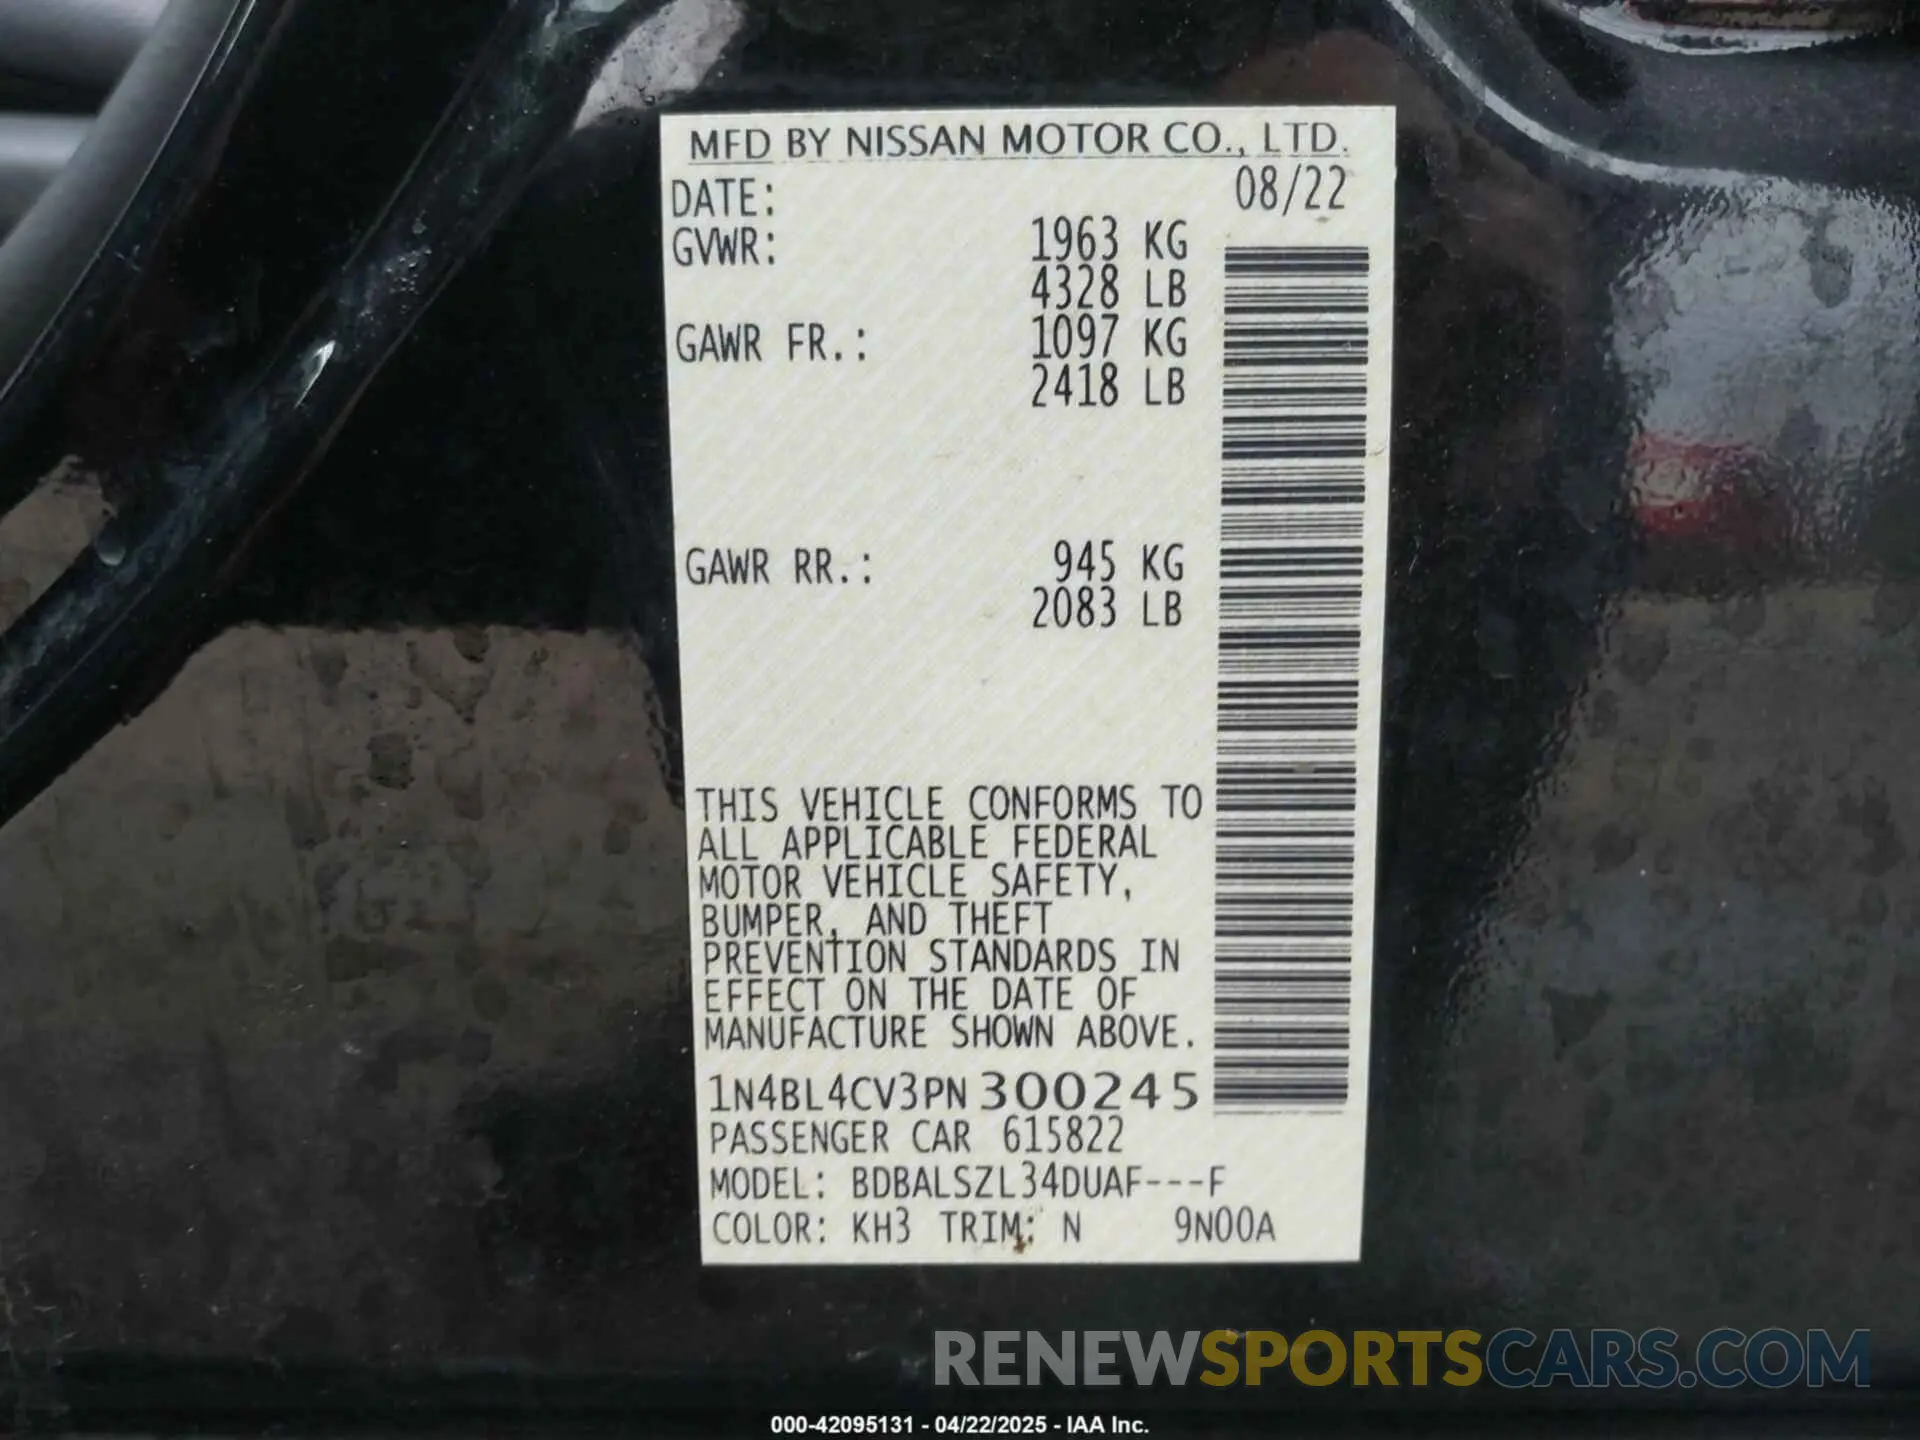 MFD BY NISSAN MOTOR CO., LTD.
DATE: 08/22
GVWR: 1963 KG
4328 LB
GAWR FR.: 1097 KG
2418 LB
GAWR RR.: 945 KG
2083 LB
THIS VEHICLE CONFORMS TO
ALL APPLICABLE FEDERAL
MOTOR VEHICLE SAFETY,
BUMPER, AND THEFT
PREVENTION STANDARDS IN
EFFECT ON THE DATE OF
MANUFACTURE SHOWN ABOVE.
1N4BL4CV3PN300245
PASSENGER CAR 615822
MODEL: BDBALSZL34DUAF---F
COLOR: KH3 TRIM: N 9N00A
RENEWSPORTSCARS.COM
000-42095131 - 04/22/2025 - IAA Inc.